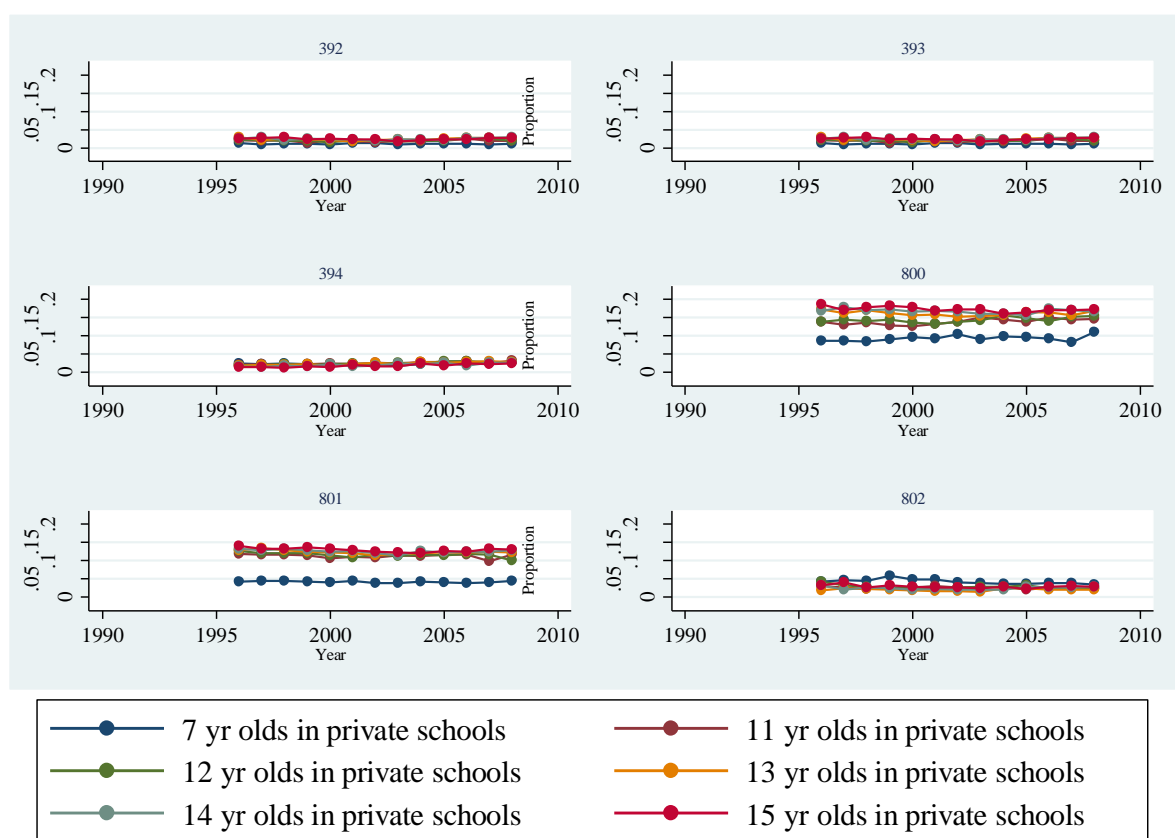 392
393
0 .05 .1 .15 .2
Proportion
0 .05 .1 .15 .2
1990 1995 2000 2005 2010
Year
1990 1995 2000 2005 2010
Year
394
800
0 .05 .1 .15 .2
Proportion
0 .05 .1 .15 .2
1990 1995 2000 2005 2010
Year
1990 1995 2000 2005 2010
Year
801
802
0 .05 .1 .15 .2
Proportion
0 .05 .1 .15 .2
1990 1995 2000 2005 2010
Year
1990 1995 2000 2005 2010
Year
7 yr olds in private schools
11 yr olds in private schools
12 yr olds in private schools
13 yr olds in private schools
14 yr olds in private schools
15 yr olds in private schools